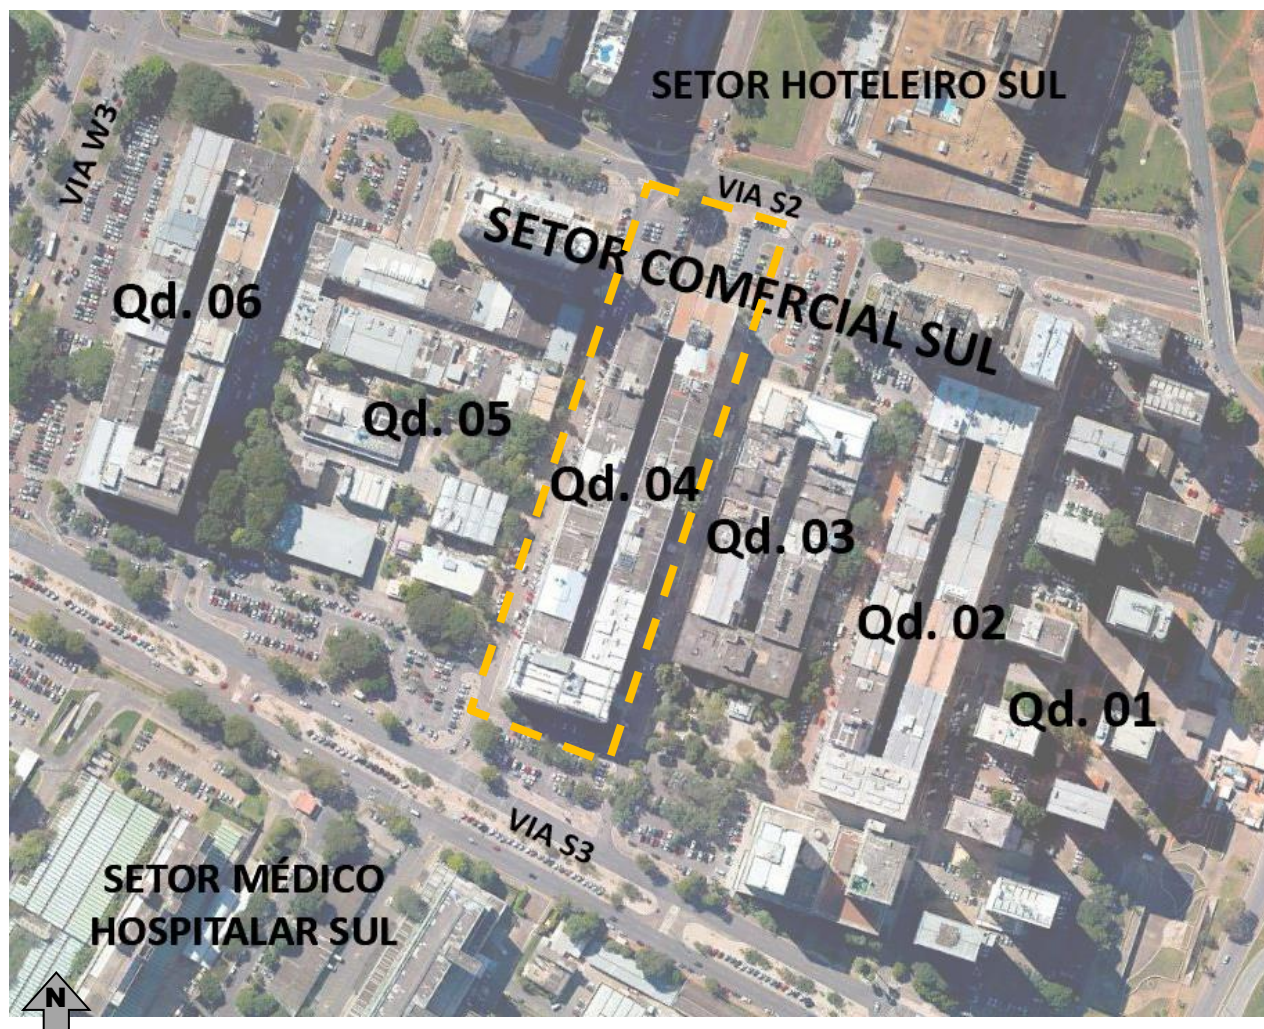 SETOR HOTELEIRO SUL
VIA W3
VIA S2
SETOR COMERCIAL SUL
Qd. 06
Qd. 05
Qd. 04
Qd. 03
Qd. 02
Qd. 01
VIA S3
SETOR MÉDICO
HOSPITALAR SUL
N